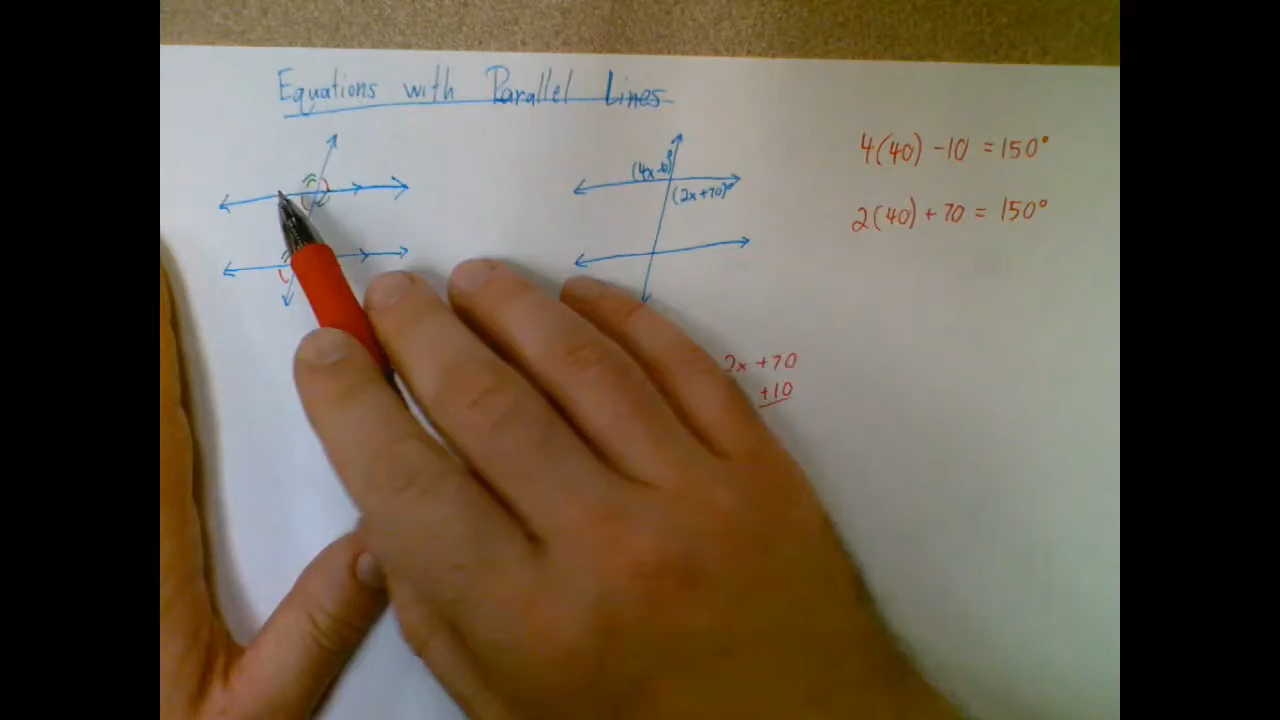 Equations with Parallel Lines
(4x-10)°
(2x+70)°
4(40) -10 = 150°
2(40) + 70 = 150°
2x +70
+10